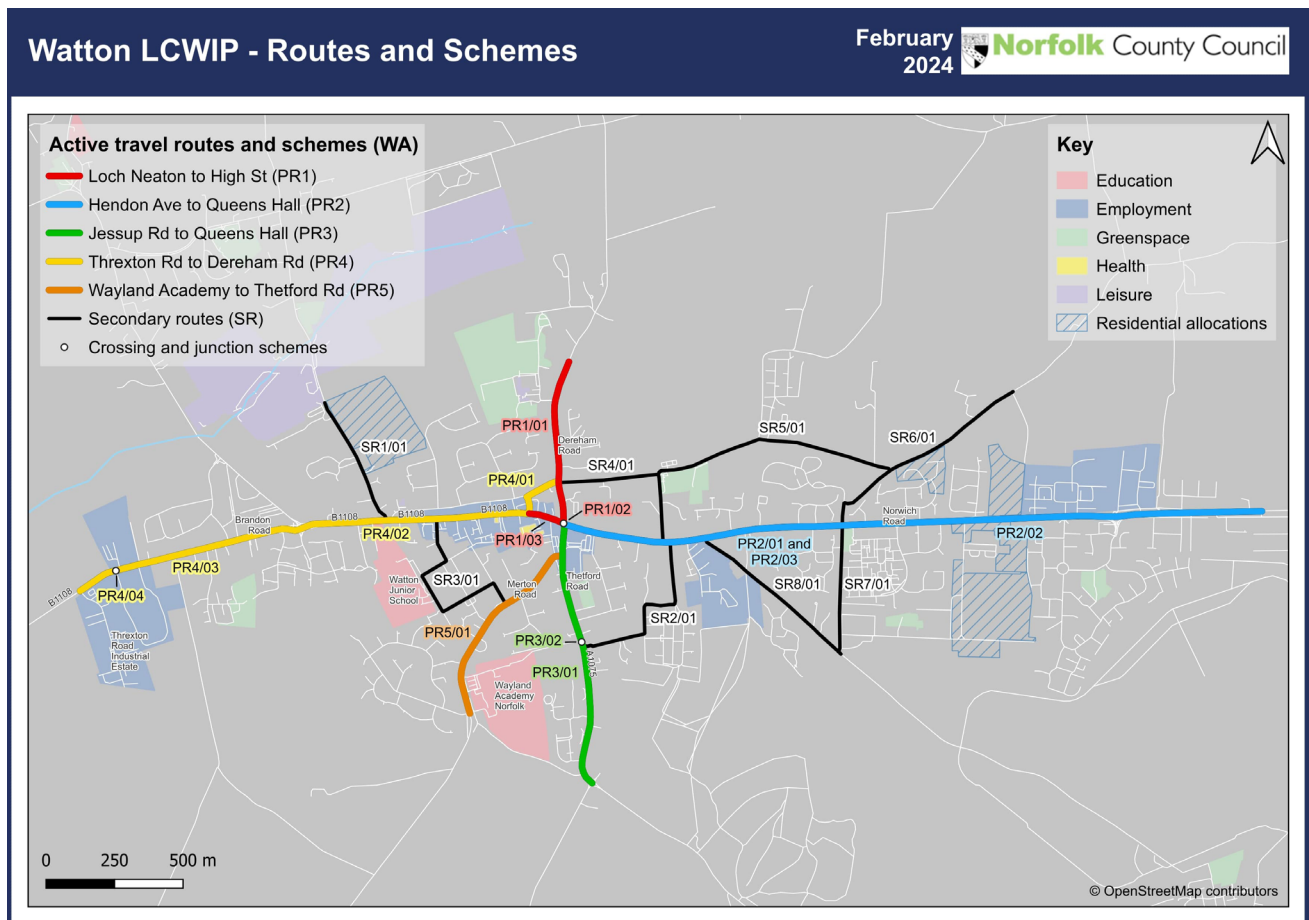 Watton LCWIP - Routes and Schemes
February
2024
Norfolk County Council
Active travel routes and schemes (WA)
Loch Neaton to High St (PR1)
Hendon Ave to Queens Hall (PR2)
Jessup Rd to Queens Hall (PR3)
Threxton Rd to Dereham Rd (PR4)
Wayland Academy to Thetford Rd (PR5)
Secondary routes (SR)
Crossing and junction schemes
Key
Education
Employment
Greenspace
Health
Leisure
Residential allocations
PR1/01
Dereham
Road
SR1/01
SR5/01
SR6/01
SR4/01
PR4/01
B1108
B1108
B1108
PR1/02
Brandon
Road
PR4/02
PR1/03
Norwich
Road
PR2/01 and
PR2/03
PR2/02
PR4/03
PR4/04
B1108
Watton
Junior
School
SR3/01
Merton
Road
Thetford
Road
SR8/01
SR7/01
SR2/01
Threxton
Road
Industrial
Estate
PR5/01
PR3/02
PR3/01
A1075
Wayland
Academy
Norfolk
0 250 500 m
© OpenStreetMap contributors